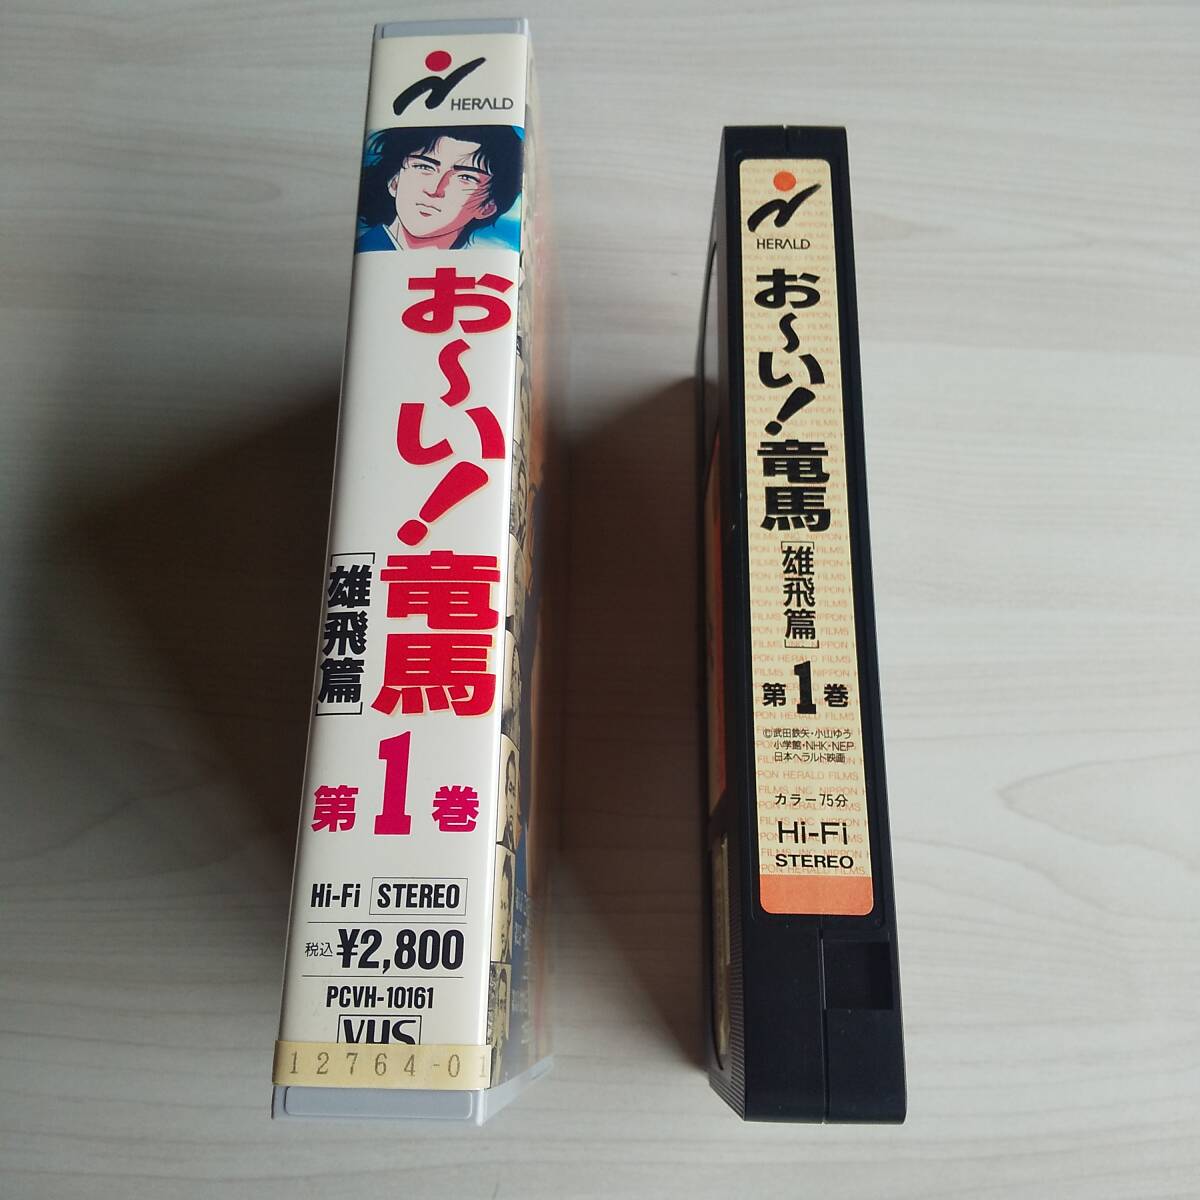 HERALD
お〜い!竜馬
[雄飛篇]
第1巻
Hi-Fi STEREO
税込 ¥2,800
PCVH-10161
VHS
12764-01
HERALD
お〜い!竜馬
[雄飛篇]
第1巻
©武田鉄矢・小山ゆう
小学館・NHK・NEP
日本ヘラルド映画
カラー75分
Hi-Fi
STEREO